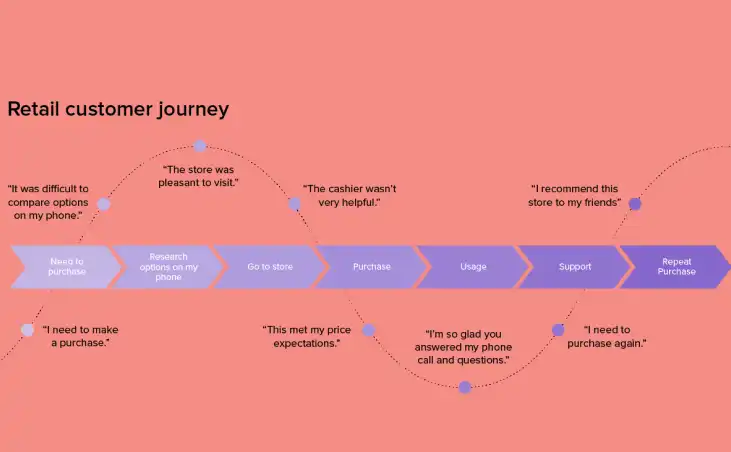 Retail customer journey
“It was difficult to
compare options
on my phone.”
“The store was
pleasant to visit.”
“The cashier wasn’t
very helpful.”
“I recommend this
store to my friends”
Need to
purchase
Research
options on my
phone
Go to store
Purchase
Usage
Support
Repeat
Purchase
“I need to make
a purchase.”
“This met my price
expectations.”
“I’m so glad you
answered my phone
call and questions.”
“I need to
purchase again.”